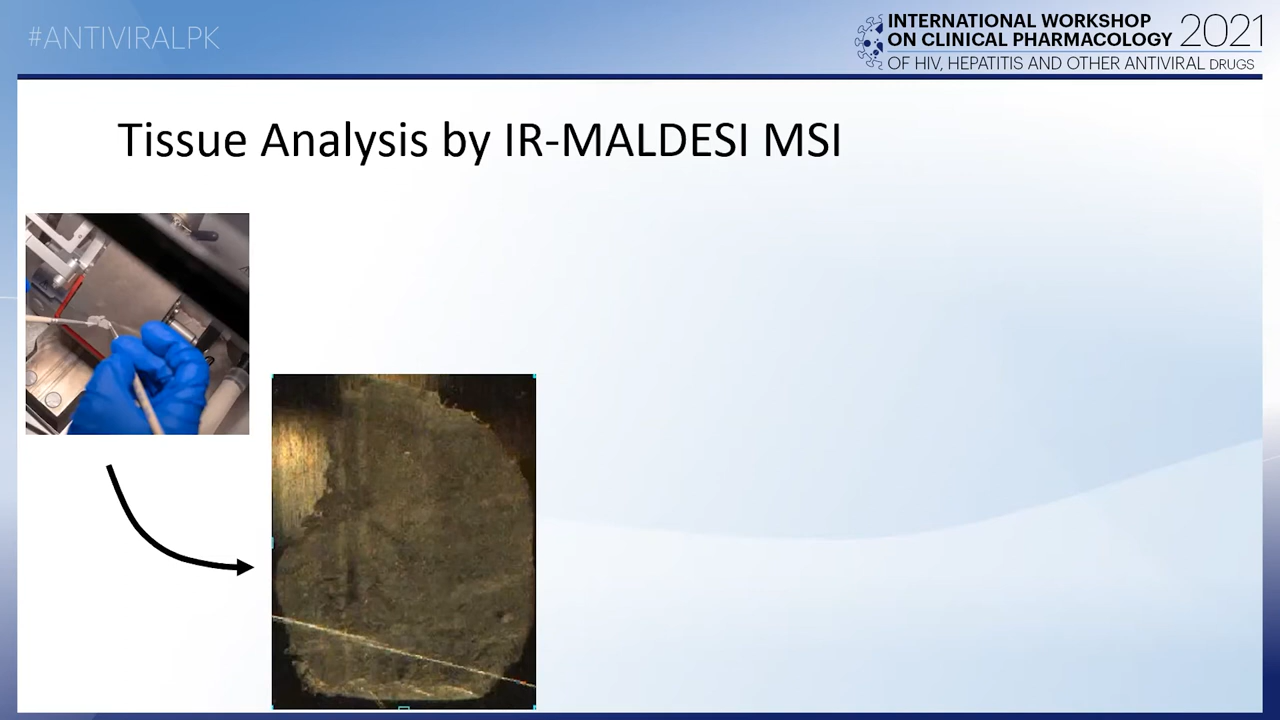 #ANTIVIRALPK
INTERNATIONAL WORKSHOP
ON CLINICAL PHARMACOLOGY 2021
OF HIV, HEPATITIS AND OTHER ANTIVIRAL DRUGS
Tissue Analysis by IR-MALDESI MSI